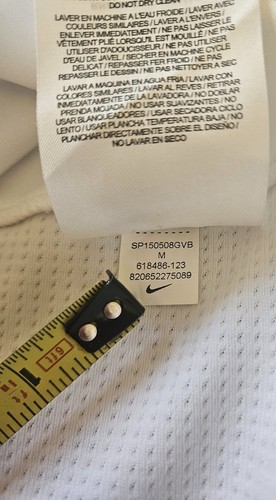 DO NOT DRY CLEAN
LAVER EN MACHINE A L'EAU FROIDE / LAVER AVEC
COULEURS SIMILAIRES / LAVER A L'ENVERS /
ENLEVER IMMEDIATEMENT / NE PAS LAISSER LE
VÊTEMENT PLIÉ LORSQU'IL EST MOUILLÉ / NE PAS
UTILISER D'ADOUCISSEUR / NE PAS UTILISER
D'EAU DE JAVEL / SECHER EN MACHINE CYCLE
DELICAT / REPASSER FER FROID / NE PAS
REPASSER LE DESSIN / NE PAS NETTOYER A SEC
LAVAR A MAQUINA EN AGUA FRIA / LAVAR CON
COLORES SIMILARES / LAVAR AL REVES / RETIRAR
INMEDIATAMENTE DE LA LAVADORA / NO DOBLAR
PRENDA MOJADA / NO USAR SUAVIZANTES / NO
USAR BLANQUEADORES / USAR SECADORA CICLO
LENTO / USAR PLANCHA TEMPERATURA BAJA / NO
PLANCHAR DIRECTAMENTE SOBRE EL DISEÑO /
NO LAVAR EN SECO
SP150508GVB
M
618486-123
820652275089
6ft
1